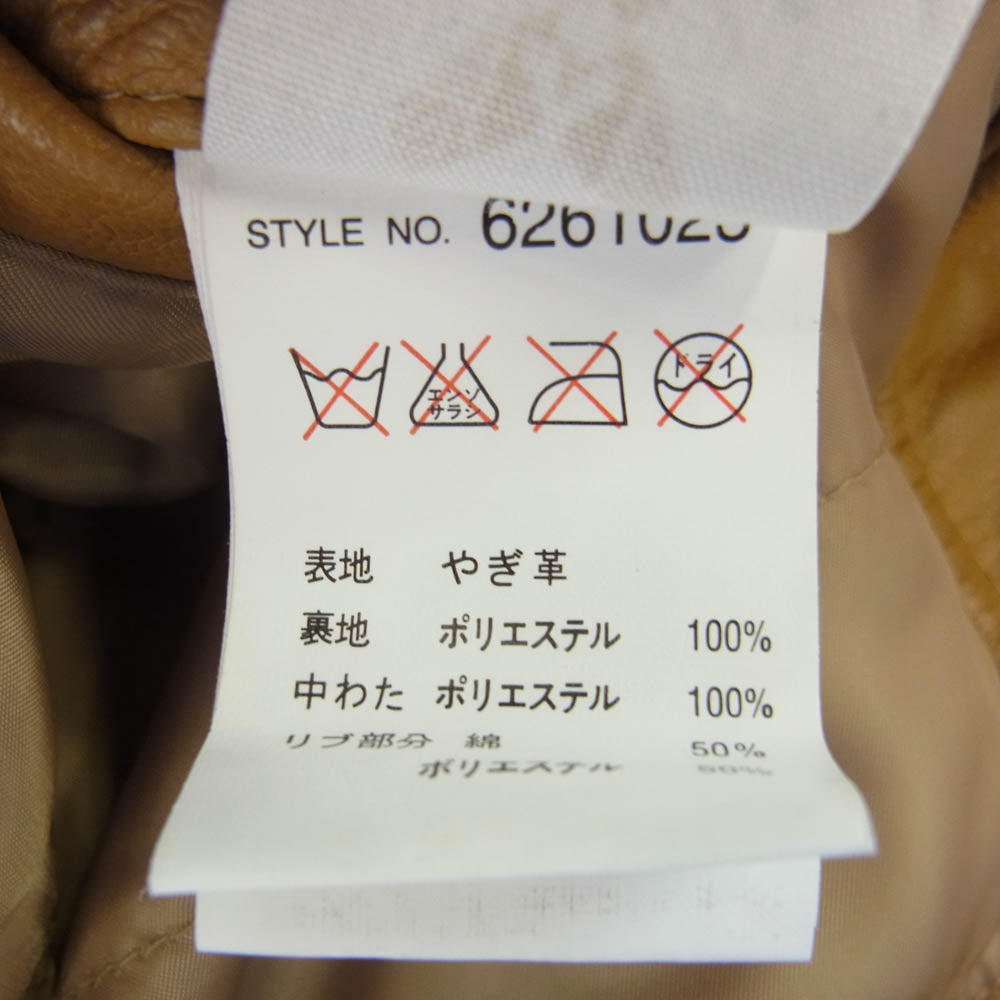 STYLE NO.
エンソ
サラシ
ドライ
表地 やぎ革
裏地 ポリエステル 100%
中わた ポリエステル 100%
リブ部分 綿 50%
ポリエステル 50%